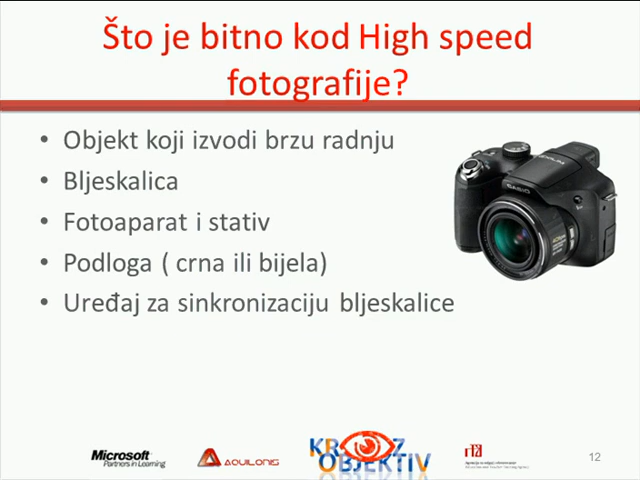 Što je bitno kod High speed
fotografije?
• Objekt koji izvodi brzu radnju
• Bljeskalica
• Fotoaparat i stativ
• Podloga ( crna ili bijela)
• Uređaj za sinkronizaciju bljeskalice
CASIO
Microsoft
Partners in Learning
AQUILONIS
KROZ
OBJEKTIV
12